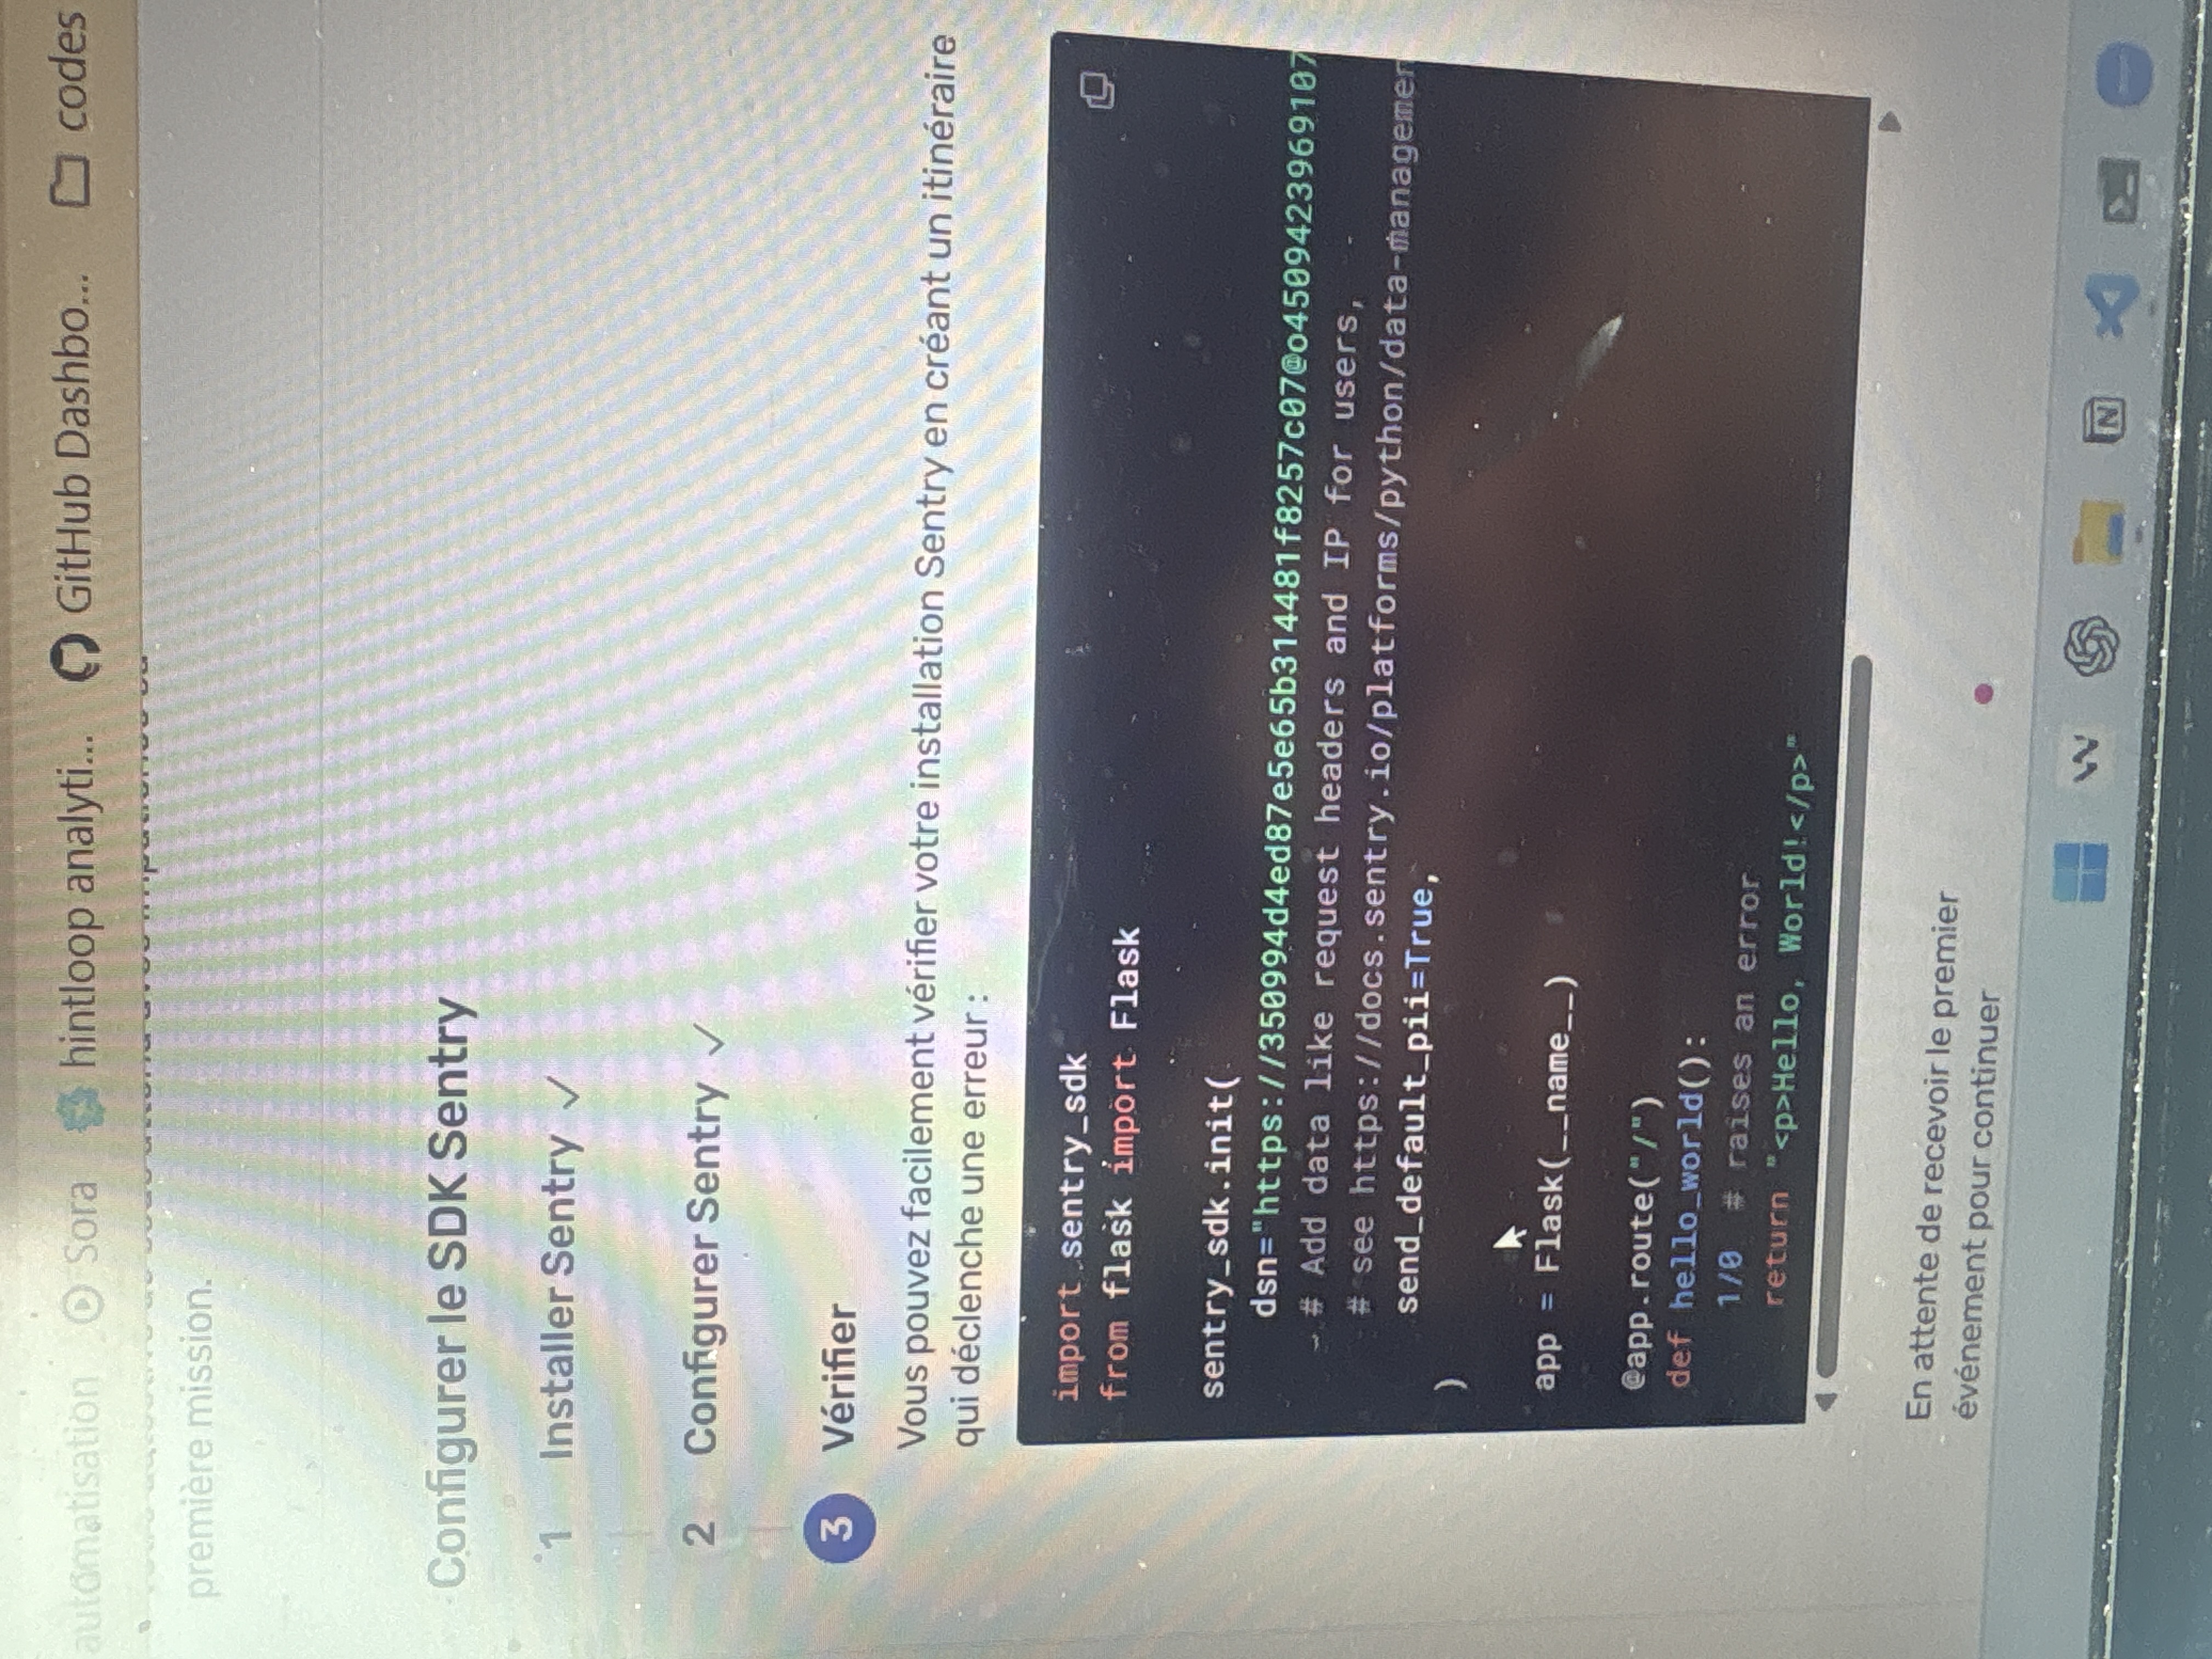 automatisation Sora hintloop analyti... GitHub Dashbo... codes
première mission.
Configurer le SDK Sentry
1 Installer Sentry ✓
2 Configurer Sentry ✓
3 Vérifier
Vous pouvez facilement vérifier votre installation Sentry en créant un itinéraire
qui déclenche une erreur :
import sentry_sdk
from flask import Flask
sentry_sdk.init(
dsn="https://350994d4ed87e5e65b314481f8257c07@o4509423969107
# Add data like request headers and IP for users,
# see https://docs.sentry.io/platforms/python/data-managemen
send_default_pii=True,
)
app = Flask(__name__)
@app.route("/")
def hello_world():
1/0 # raises an error
return "<p>Hello, World!</p>"
En attente de recevoir le premier
événement pour continuer